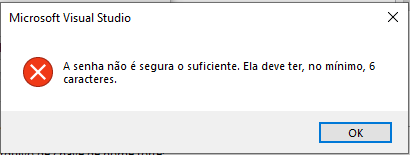 Microsoft Visual Studio
A senha não é segura o suficiente. Ela deve ter, no mínimo, 6
caracteres.
OK